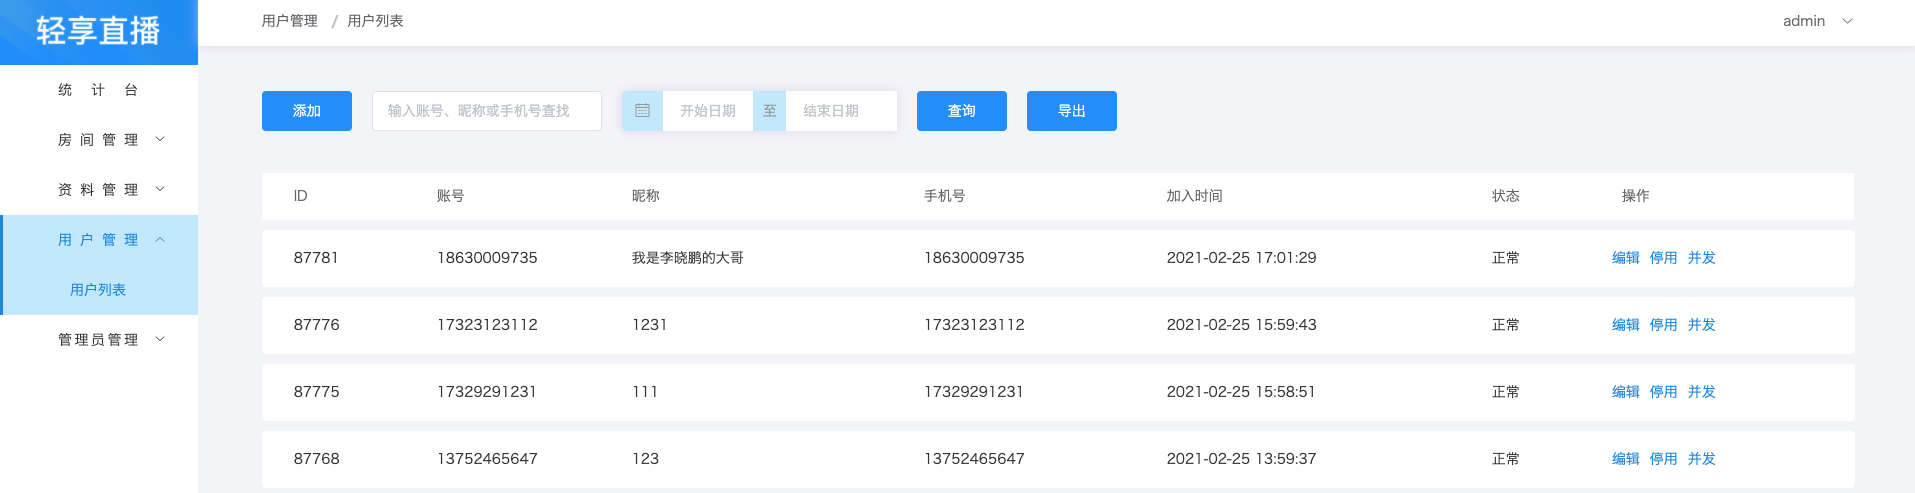 轻享直播
用户管理 / 用户列表
admin
统计台
房间管理
资料管理
用户管理
用户列表
管理员管理
添加 输入账号、昵称或手机号查找 开始日期 至 结束日期 查询 导出
ID 账号 昵称 手机号 加入时间 状态 操作
87781 18630009735 我是李晓鹏的大哥 18630009735 2021-02-25 17:01:29 正常 编辑 停用 并发
87776 17323123112 1231 17323123112 2021-02-25 15:59:43 正常 编辑 停用 并发
87775 17329291231 111 17329291231 2021-02-25 15:58:51 正常 编辑 停用 并发
87768 13752465647 123 13752465647 2021-02-25 13:59:37 正常 编辑 停用 并发